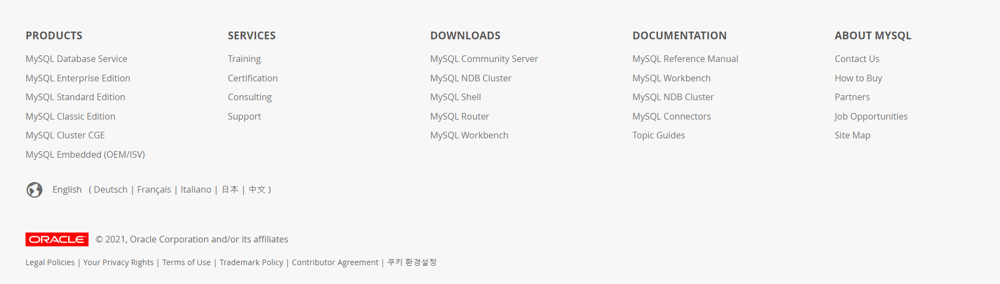 PRODUCTS
MySQL Database Service
MySQL Enterprise Edition
MySQL Standard Edition
MySQL Classic Edition
MySQL Cluster CGE
MySQL Embedded (OEM/ISV)
SERVICES
Training
Certification
Consulting
Support
DOWNLOADS
MySQL Community Server
MySQL NDB Cluster
MySQL Shell
MySQL Router
MySQL Workbench
DOCUMENTATION
MySQL Reference Manual
MySQL Workbench
MySQL NDB Cluster
MySQL Connectors
Topic Guides
ABOUT MYSQL
Contact Us
How to Buy
Partners
Job Opportunities
Site Map
English ( Deutsch | Français | Italiano | 日本 | 中文 )
ORACLE® © 2021, Oracle Corporation and/or its affiliates
Legal Policies | Your Privacy Rights | Terms of Use | Trademark Policy | Contributor Agreement | 쿠키 환경설정